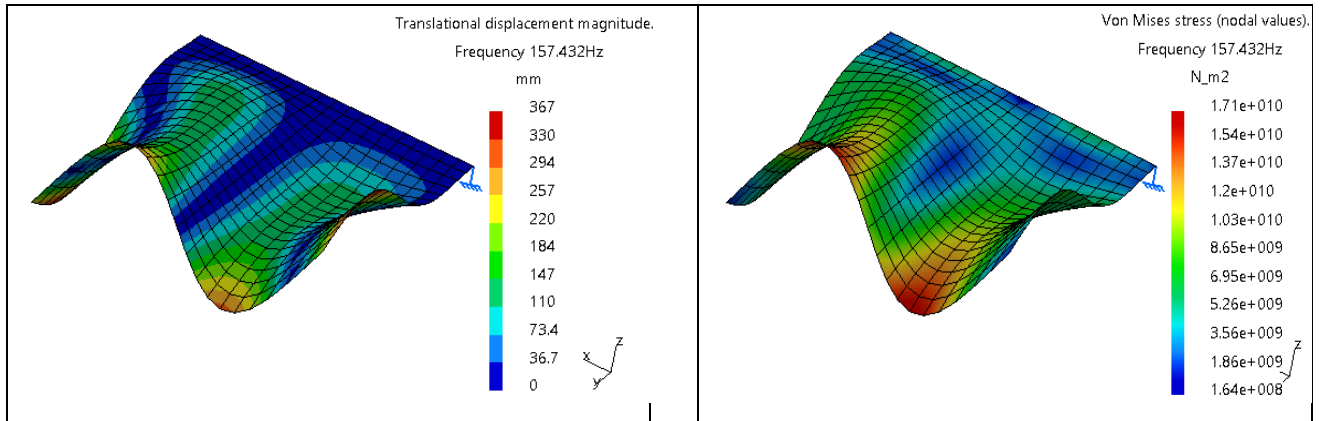 Translational displacement magnitude.
Frequency 157.432Hz
mm
367
330
294
257
220
184
147
110
73.4
36.7
0
x
z
y
Von Mises stress (nodal values).
Frequency 157.432Hz
N_m2
1.71e+010
1.54e+010
1.37e+010
1.2e+010
1.03e+010
8.65e+009
6.95e+009
5.26e+009
3.56e+009
1.86e+009
1.64e+008
z